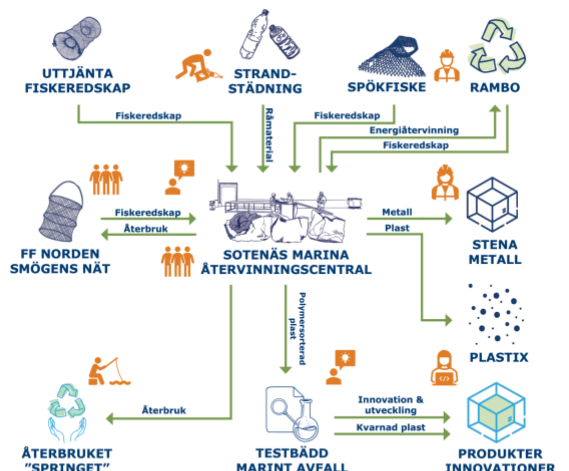 UTTJÄNTA
FISKEREDSKAP
STRAND-
STÄDNING
SPÖKFISKE
RAMBO
Fiskeredskap
Råmaterial
Fiskeredskap
Energiåtervinning
Fiskeredskap
Fiskeredskap
Återbruk
FF NORDEN
SMÖGENS NÄT
SOTENÄS MARINA
ÅTERVINNINGSCENTRAL
Metall
Plast
STENA
METALL
PLASTIX
Polymersorterad
plast
Återbruk
ÅTERBRUKET
"SPRINGET"
TESTBÄDD
MARINT AVFALL
Innovation &
utveckling
Kvarnad plast
</>
PRODUKTER
INNOVATIONER